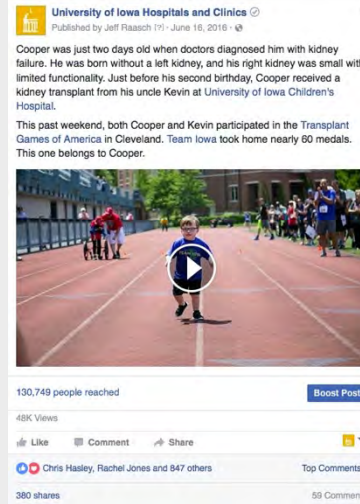 University of Iowa Hospitals and Clinics
Published by Jeff Raasch [?] · June 16, 2016 ·
Cooper was just two days old when doctors diagnosed him with kidney
failure. He was born without a left kidney, and his right kidney was small with
limited functionality. Just before his second birthday, Cooper received a
kidney transplant from his uncle Kevin at University of Iowa Children's
Hospital.
This past weekend, both Cooper and Kevin participated in the Transplant
Games of America in Cleveland. Team Iowa took home nearly 60 medals.
This one belongs to Cooper.
130,749 people reached
Boost Post
48K Views
Like Comment Share
Chris Hasley, Rachel Jones and 847 others
Top Comments
380 shares
59 Commen